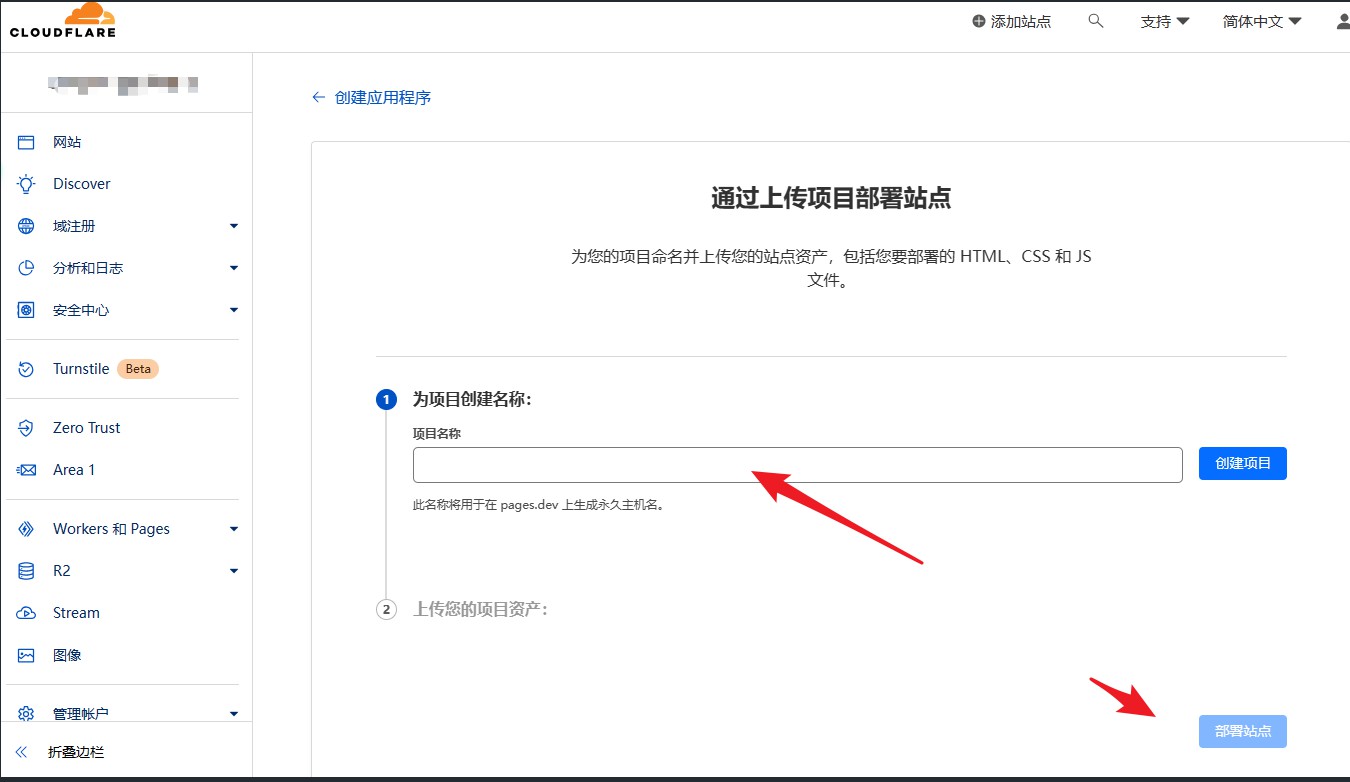 CLOUDFLARE
添加站点
支持
简体中文
网站
Discover
域注册
分析和日志
安全中心
Turnstile Beta
Zero Trust
Area 1
Workers 和 Pages
R2
Stream
图像
管理帐户
折叠边栏
← 创建应用程序
通过上传项目部署站点
为您的项目命名并上传您的站点资产，包括您要部署的 HTML、CSS 和 JS
文件。
1 为项目创建名称：
项目名称
创建项目
此名称将用于在 pages.dev 上生成永久主机名。
2 上传您的项目资产：
部署站点